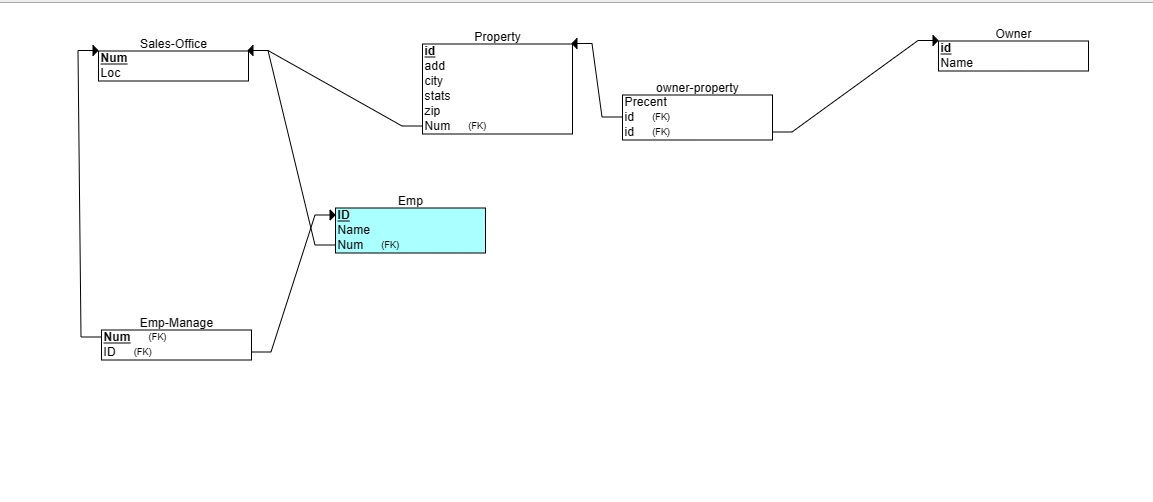 Sales-Office
Num
Loc
Property
id
add
city
stats
zip
Num (FK)
owner-property
Precent
id (FK)
id (FK)
Owner
id
Name
Emp
ID
Name
Num (FK)
Emp-Manage
Num (FK)
ID (FK)